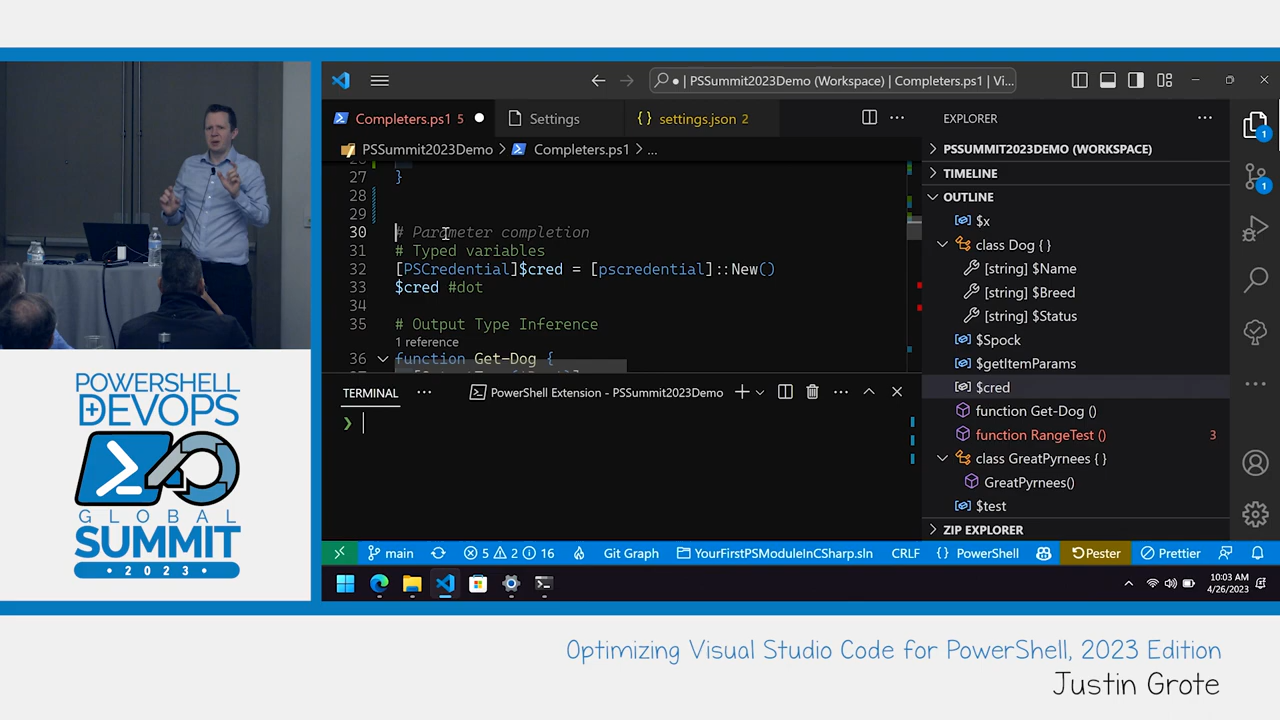 ● | PSSummit2023Demo (Workspace) | Completers.ps1 | Vi...
Completers.ps1 5
Settings
{ } settings.json 2
PSSummit2023Demo > Completers.ps1 > ...
27 }
28
29
30 # Parameter completion
31 # Typed variables
32 [PSCredential]$cred = [pscredential]::New()
33 $cred #dot
34
35 # Output Type Inference
1 reference
36 function Get-Dog {
TERMINAL
PowerShell Extension - PSSummit2023Demo
❯
EXPLORER
PSSUMMIT2023DEMO (WORKSPACE)
TIMELINE
OUTLINE
$x
class Dog { }
[string] $Name
[string] $Breed
[string] $Status
$Spock
$getItemParams
$cred
function Get-Dog ()
function RangeTest () 3
class GreatPyrnees { }
GreatPyrnees()
$test
ZIP EXPLORER
1
1
main
5 2 16
Git Graph
YourFirstPSModuleInCSharp.sln
CRLF
{ } PowerShell
Pester
Prettier
10:03 AM
4/26/2023
POWERSHELL
+ DEVOPS
GLOBAL
SUMMIT
• 2023 •
Optimizing Visual Studio Code for PowerShell, 2023 Edition
Justin Grote